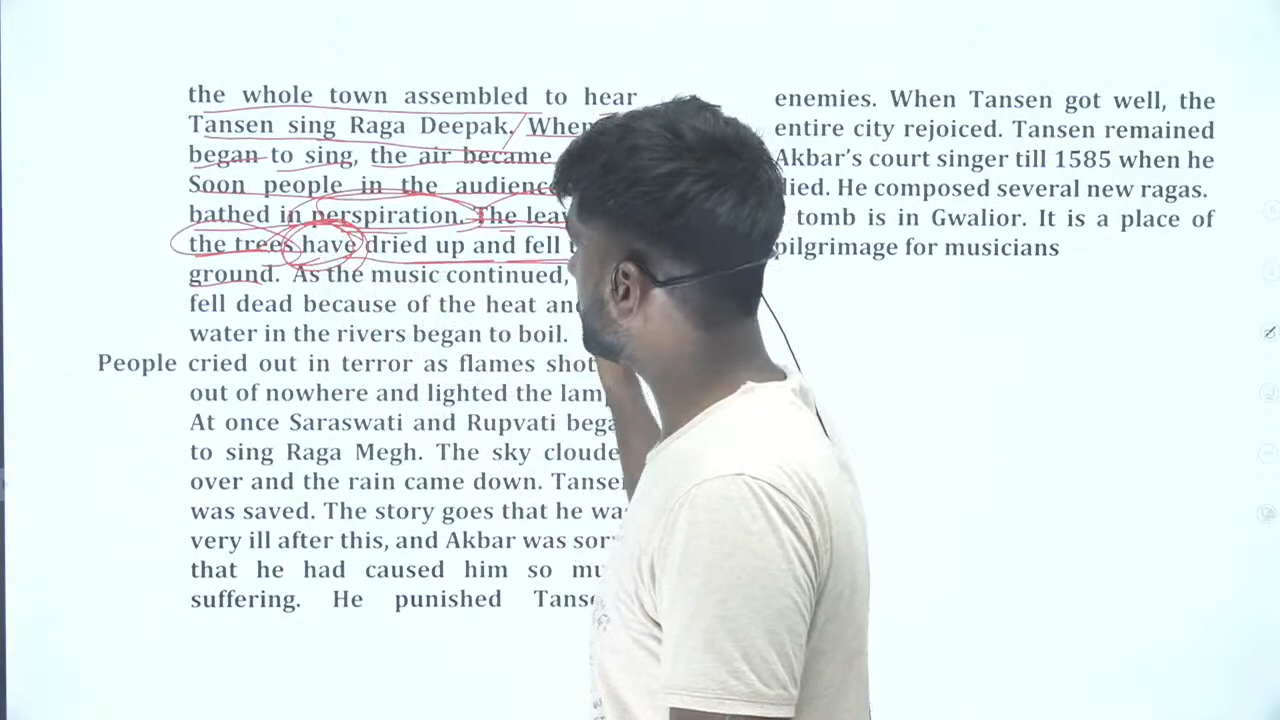 the whole town assembled to hear
Tansen sing Raga Deepak. When
began to sing, the air became
Soon people in the audience
bathed in perspiration. The
the trees have dried up and fell
ground. As the music continued,
fell dead because of the heat
water in the rivers began to boil.
People cried out in terror as flames shot
out of nowhere and lighted the
At once Saraswati and Rupvati
to sing Raga Megh. The sky
over and the rain came down.
was saved. The story goes that he
very ill after this, and Akbar was
that he had caused him so
suffering. He punished
enemies. When Tansen got well, the
entire city rejoiced. Tansen remained
Akbar's court singer till 1585 when he
died. He composed several new ragas.
tomb is in Gwalior. It is a place of
pilgrimage for musicians